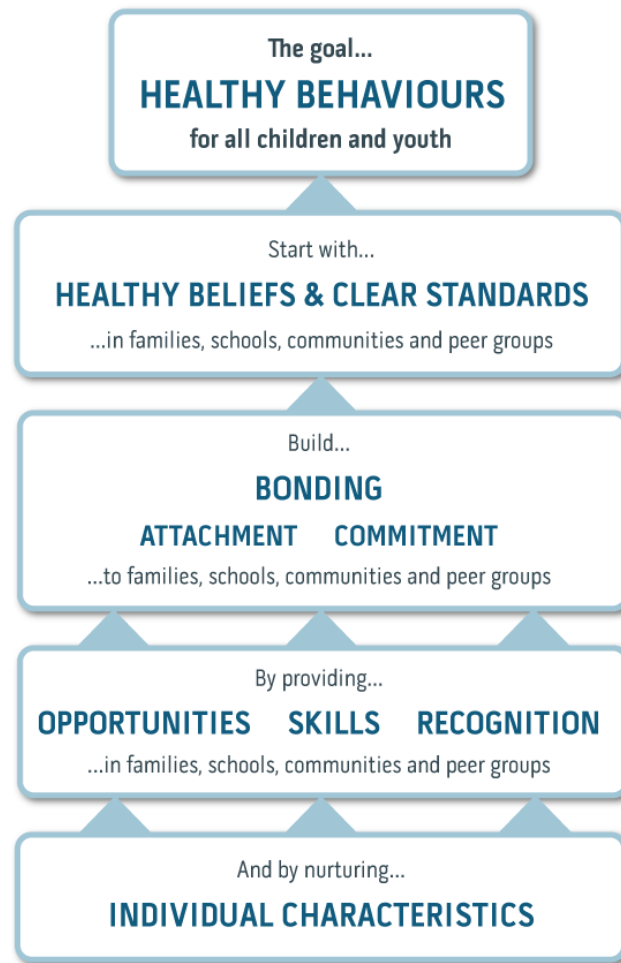 The goal...
HEALTHY BEHAVIOURS
for all children and youth
Start with...
HEALTHY BELIEFS & CLEAR STANDARDS
...in families, schools, communities and peer groups
Build...
BONDING
ATTACHMENT COMMITMENT
...to families, schools, communities and peer groups
By providing...
OPPORTUNITIES SKILLS RECOGNITION
...in families, schools, communities and peer groups
And by nurturing...
INDIVIDUAL CHARACTERISTICS